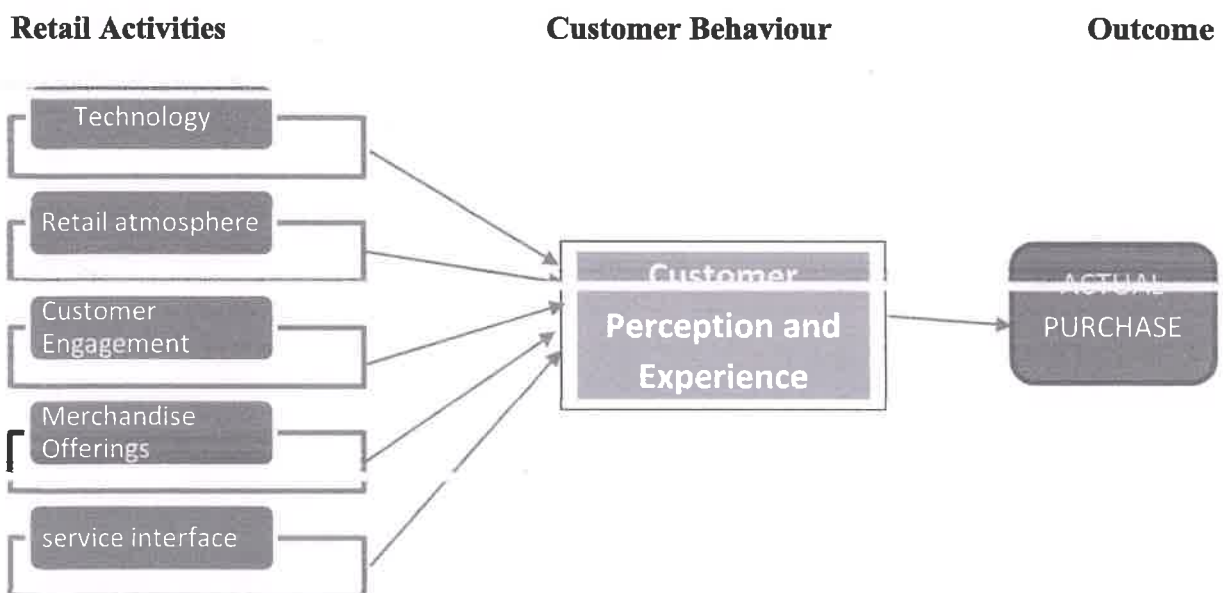 Retail Activities Customer Behaviour Outcome
Technology
Retail atmosphere
Customer
Engagement
Merchandise
Offerings
service interface
Customer
Perception and
Experience
ACTUAL
PURCHASE